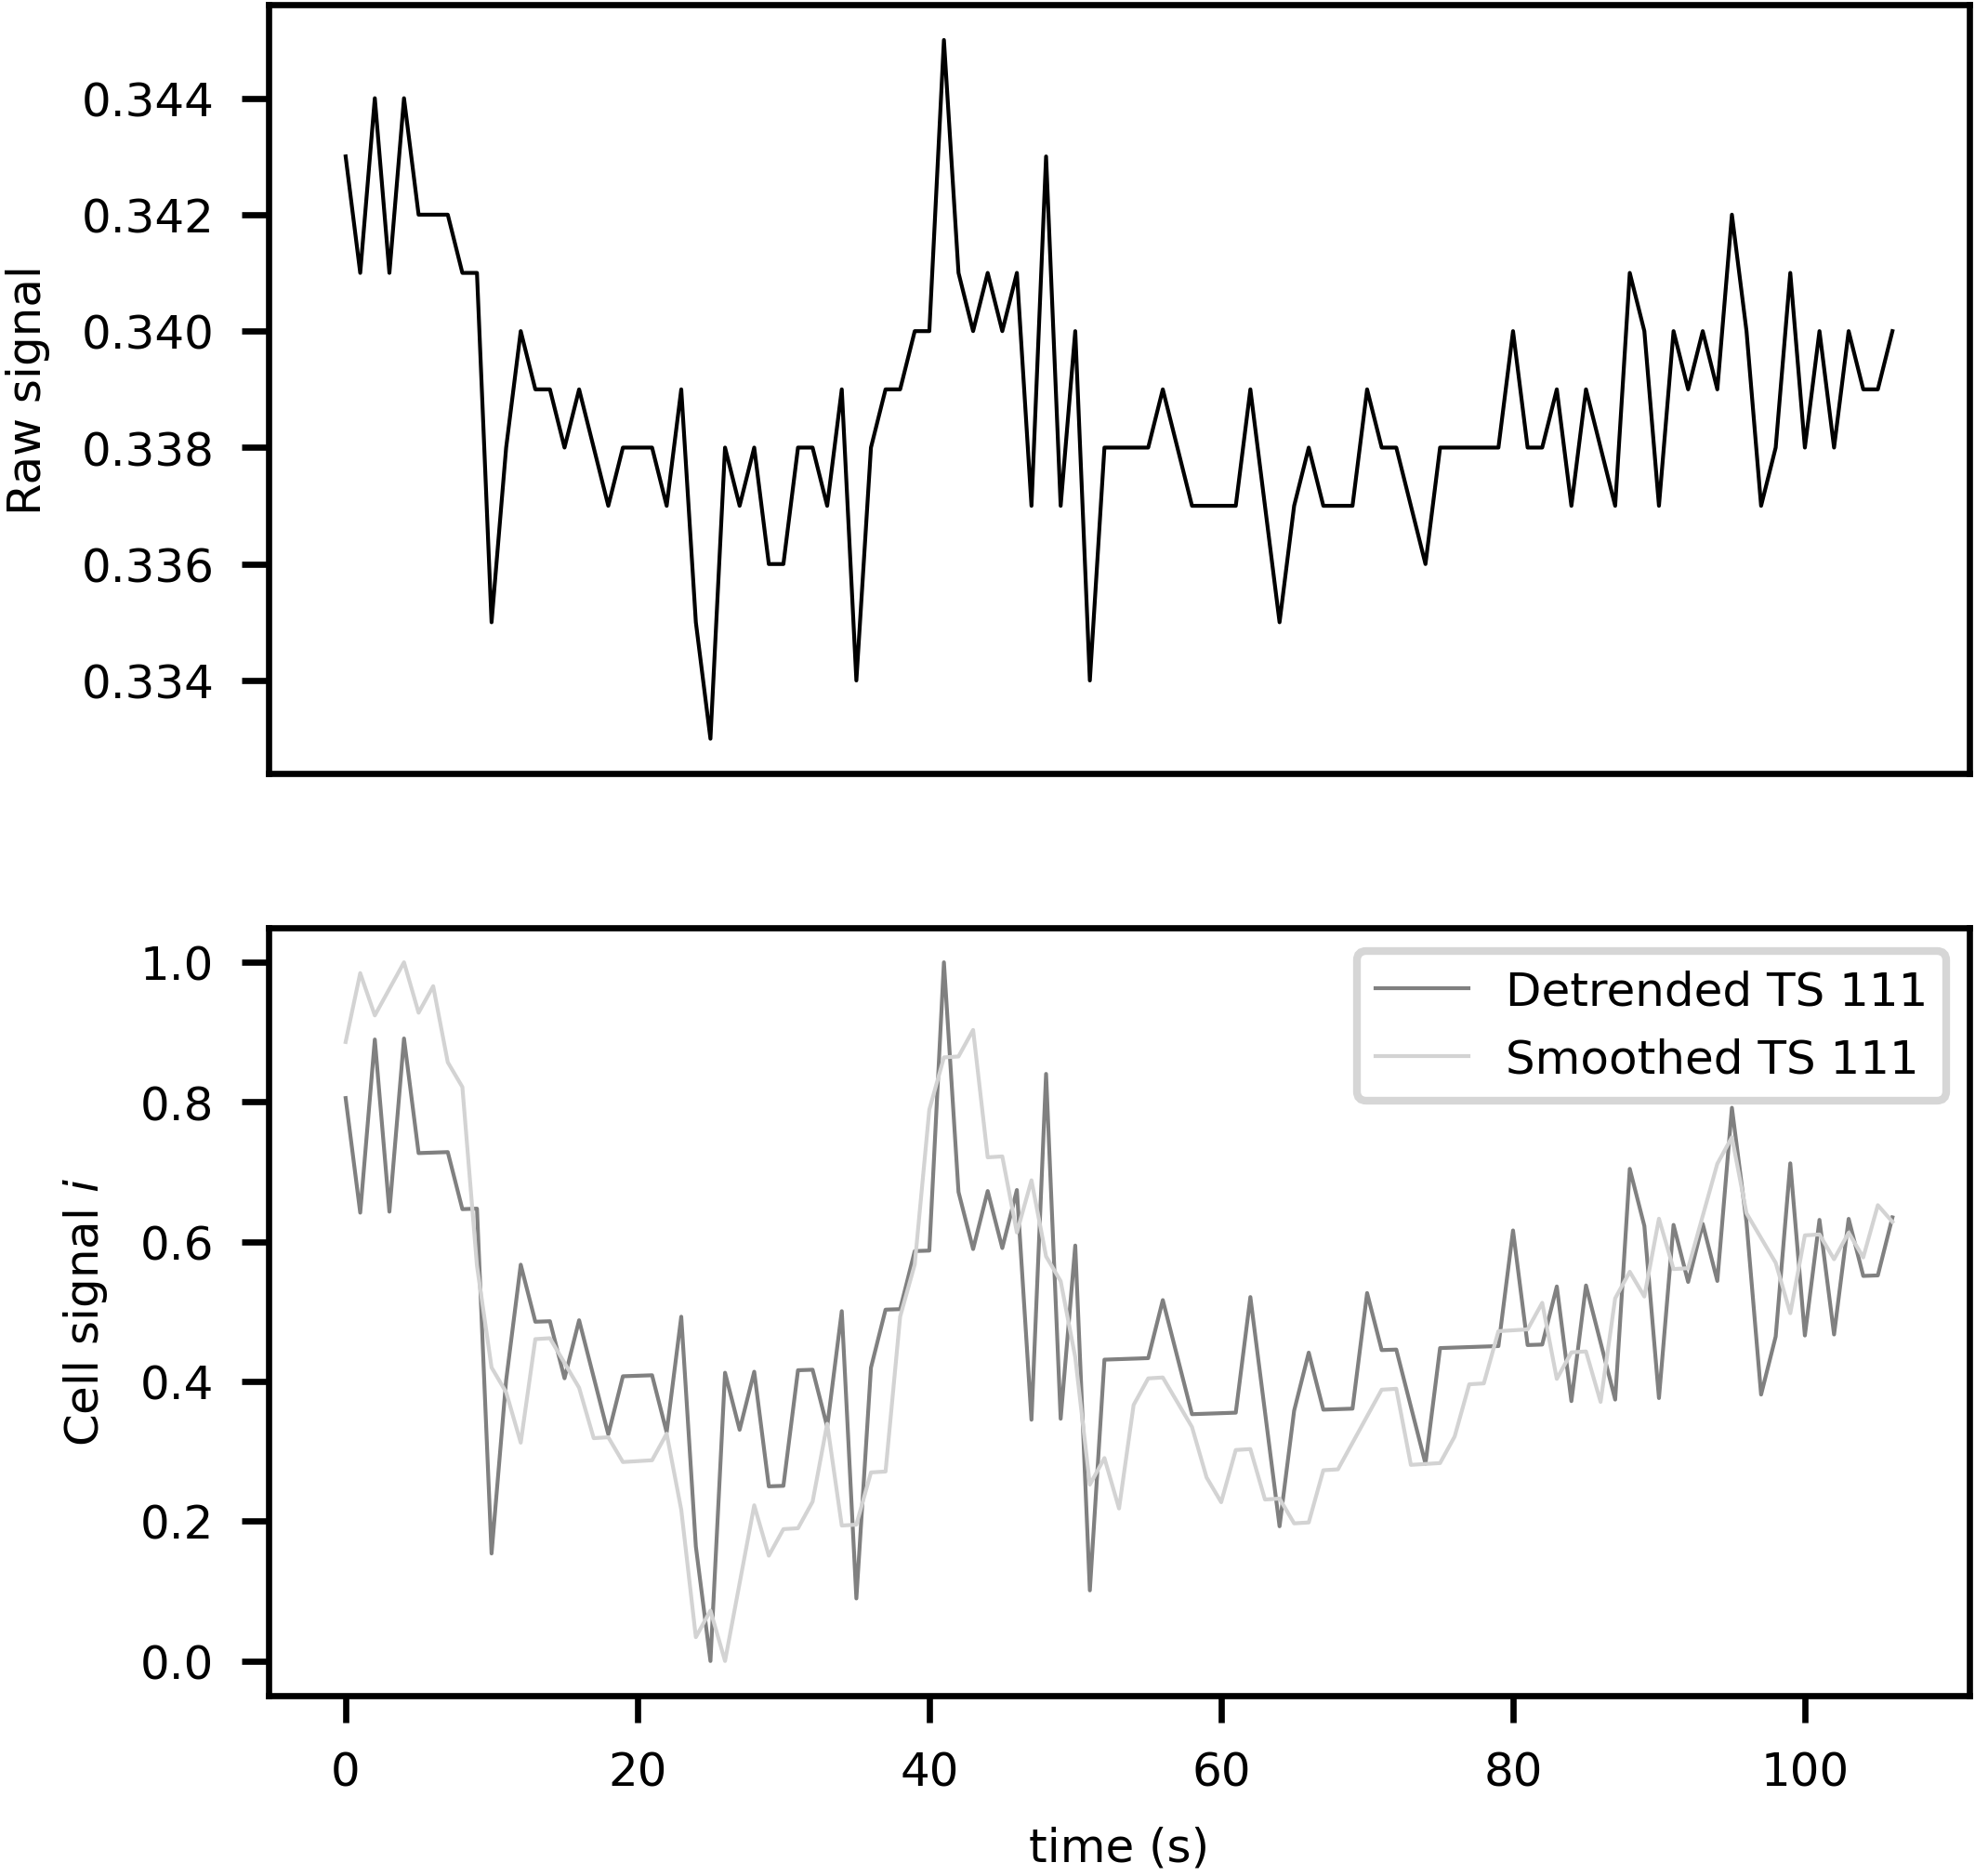 Raw signal
0.344
0.342
0.340
0.338
0.336
0.334
Cell signal i
1.0
0.8
0.6
0.4
0.2
0.0
Detrended TS 111
Smoothed TS 111
0 20 40 60 80 100
time (s)